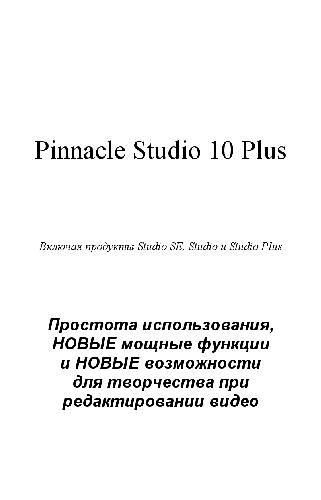 Pinnacle Studio 10 Plus
Включая продукты Studio SE, Studio и Studio Plus
Простота использования,
НОВЫЕ мощные функции
и НОВЫЕ возможности
для творчества при
редактировании видео